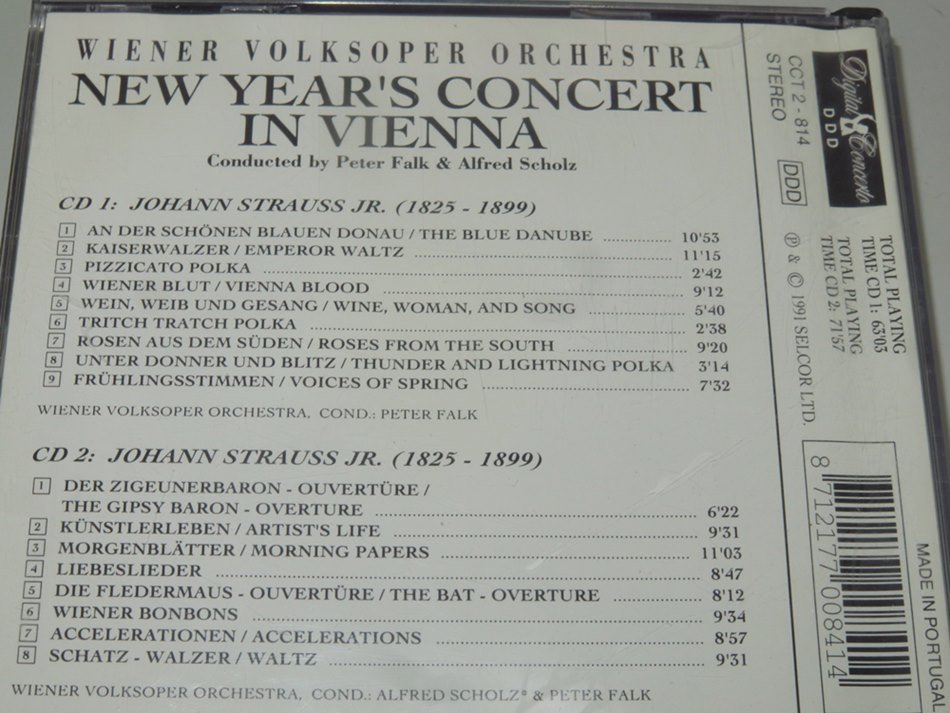 WIENER VOLKSOPER ORCHESTRA
NEW YEAR'S CONCERT
IN VIENNA
Conducted by Peter Falk & Alfred Scholz
CD 1: JOHANN STRAUSS JR. (1825 - 1899)
1 AN DER SCHÖNEN BLAUEN DONAU / THE BLUE DANUBE ........ 10'53
2 KAISERWALZER / EMPEROR WALTZ ........ 11'15
3 PIZZICATO POLKA ........ 2'42
4 WIENER BLUT / VIENNA BLOOD ........ 9'12
5 WEIN, WEIB UND GESANG / WINE, WOMAN, AND SONG ........ 5'40
6 TRITCH TRATCH POLKA ........ 2'38
7 ROSEN AUS DEM SÜDEN / ROSES FROM THE SOUTH ........ 9'20
8 UNTER DONNER UND BLITZ / THUNDER AND LIGHTNING POLKA 3'14
9 FRÜHLINGSSTIMMEN / VOICES OF SPRING ........ 7'32
WIENER VOLKSOPER ORCHESTRA, COND.: PETER FALK
CD 2: JOHANN STRAUSS JR. (1825 - 1899)
1 DER ZIGEUNERBARON - OUVERTÜRE /
THE GIPSY BARON - OVERTURE ........ 6'22
2 KÜNSTLERLEBEN / ARTIST'S LIFE ........ 9'31
3 MORGENBLÄTTER / MORNING PAPERS ........ 11'03
4 LIEBESLIEDER ........ 8'47
5 DIE FLEDERMAUS - OUVERTÜRE / THE BAT - OVERTURE ........ 8'12
6 WIENER BONBONS ........ 9'34
7 ACCELERATIONEN / ACCELERATIONS ........ 8'57
8 SCHATZ - WALZER / WALTZ ........ 9'31
WIENER VOLKSOPER ORCHESTRA, COND.: ALFRED SCHOLZ* & PETER FALK
Digital Concerto
DDD
CCT 2 - 814
STEREO
DDD
℗ & © 1991 SELCOR LTD.
TOTAL PLAYING
TIME CD 1: 63'03
TOTAL PLAYING
TIME CD 2: 71'57
8 712177 008414
MADE IN PORTUGAL